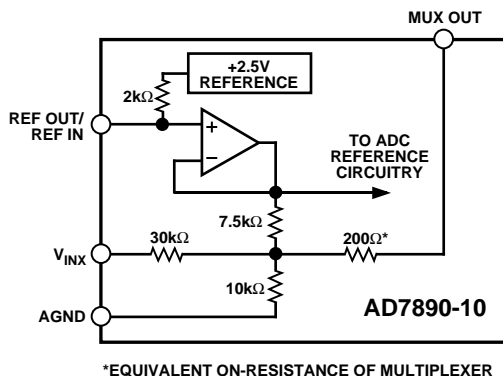 MUX OUT
+2.5V
REFERENCE
2kΩ
REF OUT/
REF IN
+
−
TO ADC
REFERENCE
CIRCUITRY
7.5kΩ
VINX
30kΩ
200Ω*
10kΩ
AGND
AD7890-10
*EQUIVALENT ON-RESISTANCE OF MULTIPLEXER